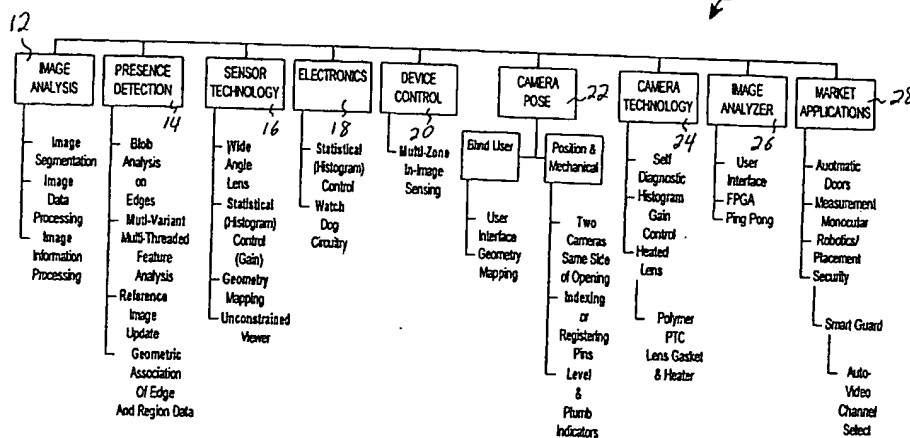 12
IMAGE
ANALYSIS
Image
Segmentation
Image
Data
Processing
Image
Information
Processing
PRESENCE
DETECTION
14
Blob
Analysis
on
Edges
Muti-Variant
Multi-Threaded
Feature
Analysis
Reference
Image
Update
Geometric
Association
Of Edge
And Region Data
SENSOR
TECHNOLOGY
16
Wide
Angle
Lens
Statistical
(Histogram)
Control
(Gain)
Geometry
Mapping
Unconstrained
Viewer
ELECTRONICS
18
Statistical
(Histogram)
Control
Watch
Dog
Circuitry
DEVICE
CONTROL
20
Multi-Zone
In-Image
Sensing
CAMERA
POSE
22
Blind User
User
Interface
Geometry
Mapping
Position &
Mechanical
Two
Cameras
Same Side
of Opening
Indexing
or
Registering
Pins
Level
&
Plumb
Indicators
CAMERA
TECHNOLOGY
24
Self
Diagnostic
Histogram
Gain
Control
Heated
Lens
Polymer
PTC
Lens Gasket
& Heater
IMAGE
ANALYZER
26
User
Interface
FPGA
Ping Pong
MARKET
APPLICATIONS
28
Auotmatic
Doors
Measurement
Monocular
Robotics/
Placement
Security
Smart Guard
Auto-
Video
Channel
Select